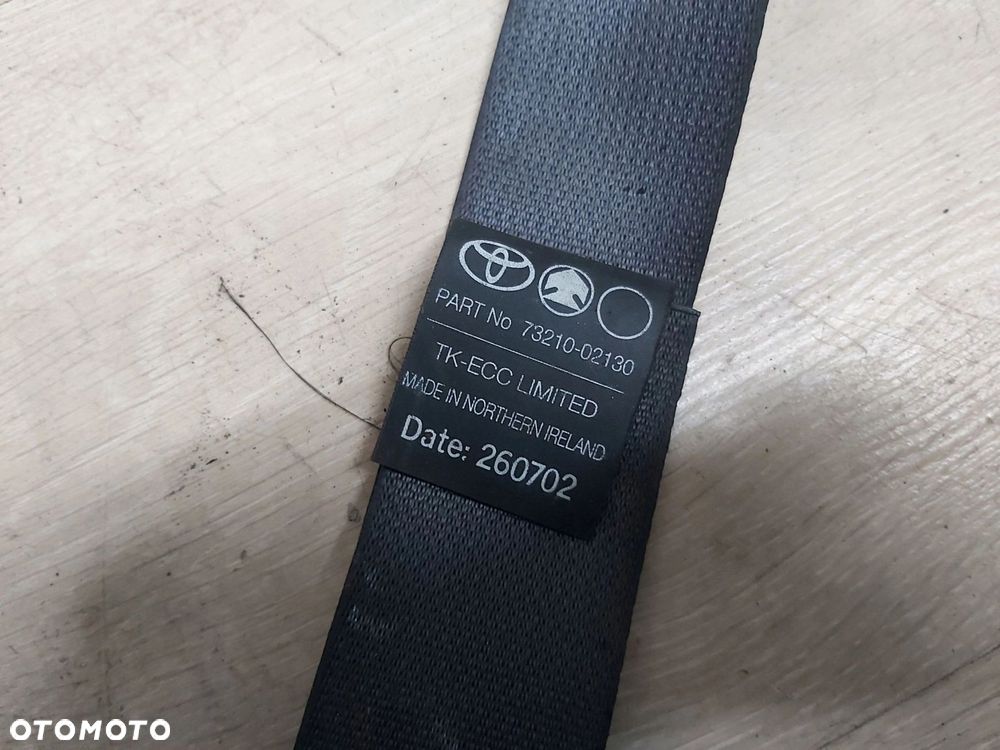 PART No 73210-02130
TK-ECC LIMITED
MADE IN NORTHERN IRELAND
Date: 260702
OTOMOTO